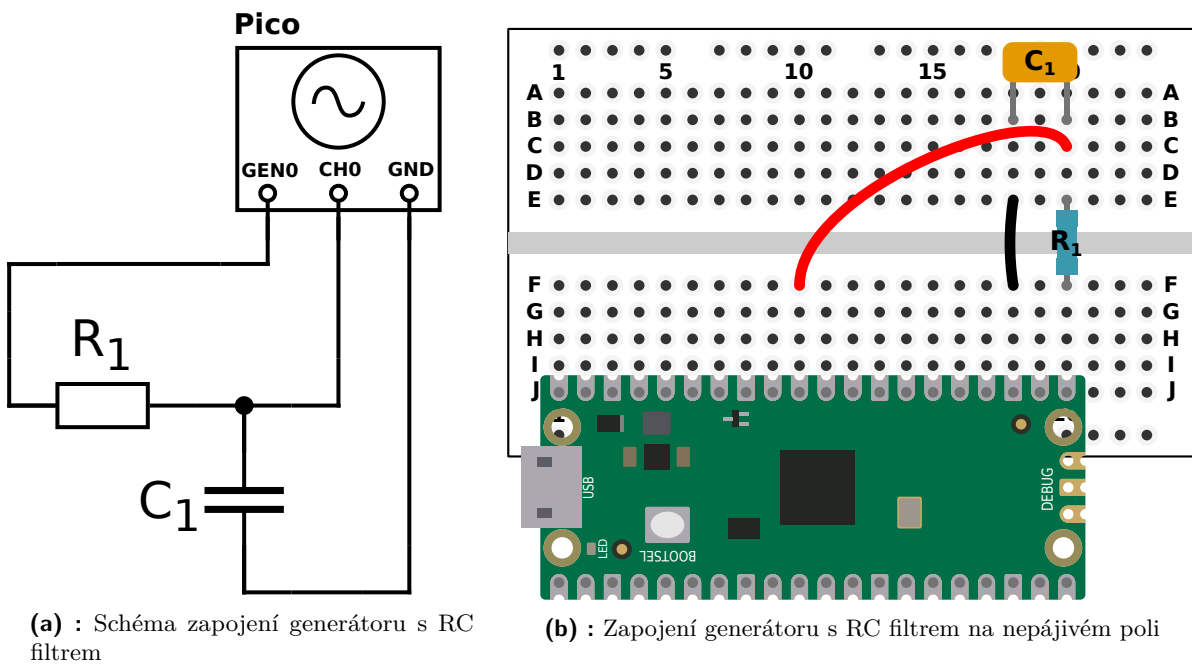 Pico
GEN0 CH0 GND
R1
C1
C1
1 5 10 15
A A
B B
C C
D D
E E
R1
F F
G G
H H
I I
J J
USB
LED
BOOTSEL
DEBUG
(a) : Schéma zapojení generátoru s RC
filtrem
(b) : Zapojení generátoru s RC filtrem na nepájivém poli